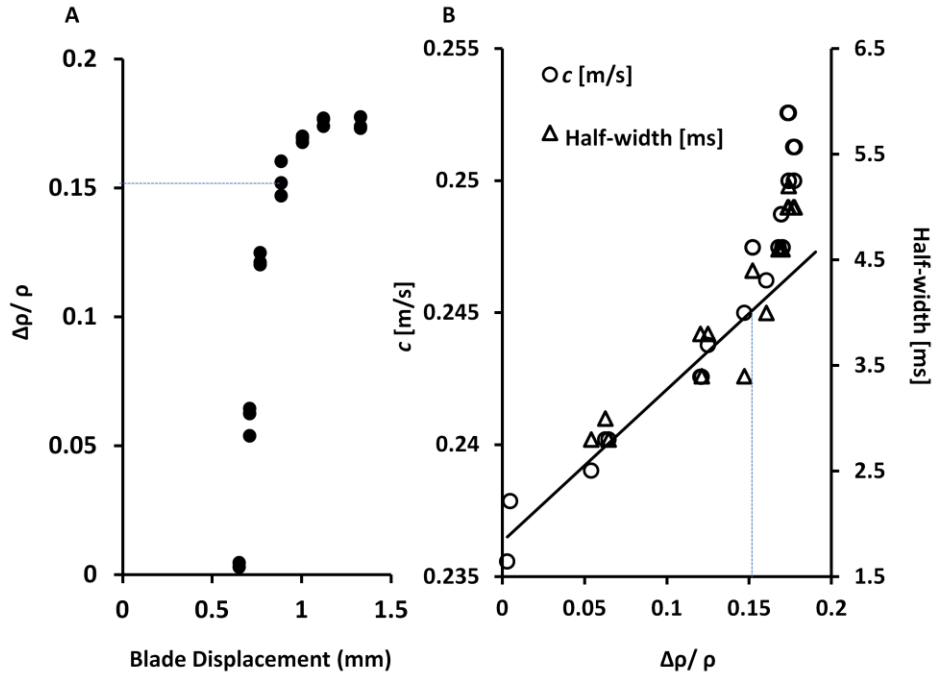 A
Δρ/ ρ
0.2
0.15
0.1
0.05
0
0
0.5
1
1.5
Blade Displacement (mm)
B
c [m/s]
0.255
0.25
0.245
0.24
0.235
c [m/s]
Half-width [ms]
6.5
5.5
4.5
3.5
2.5
1.5
Half-width [ms]
0
0.05
0.1
0.15
0.2
Δρ/ ρ